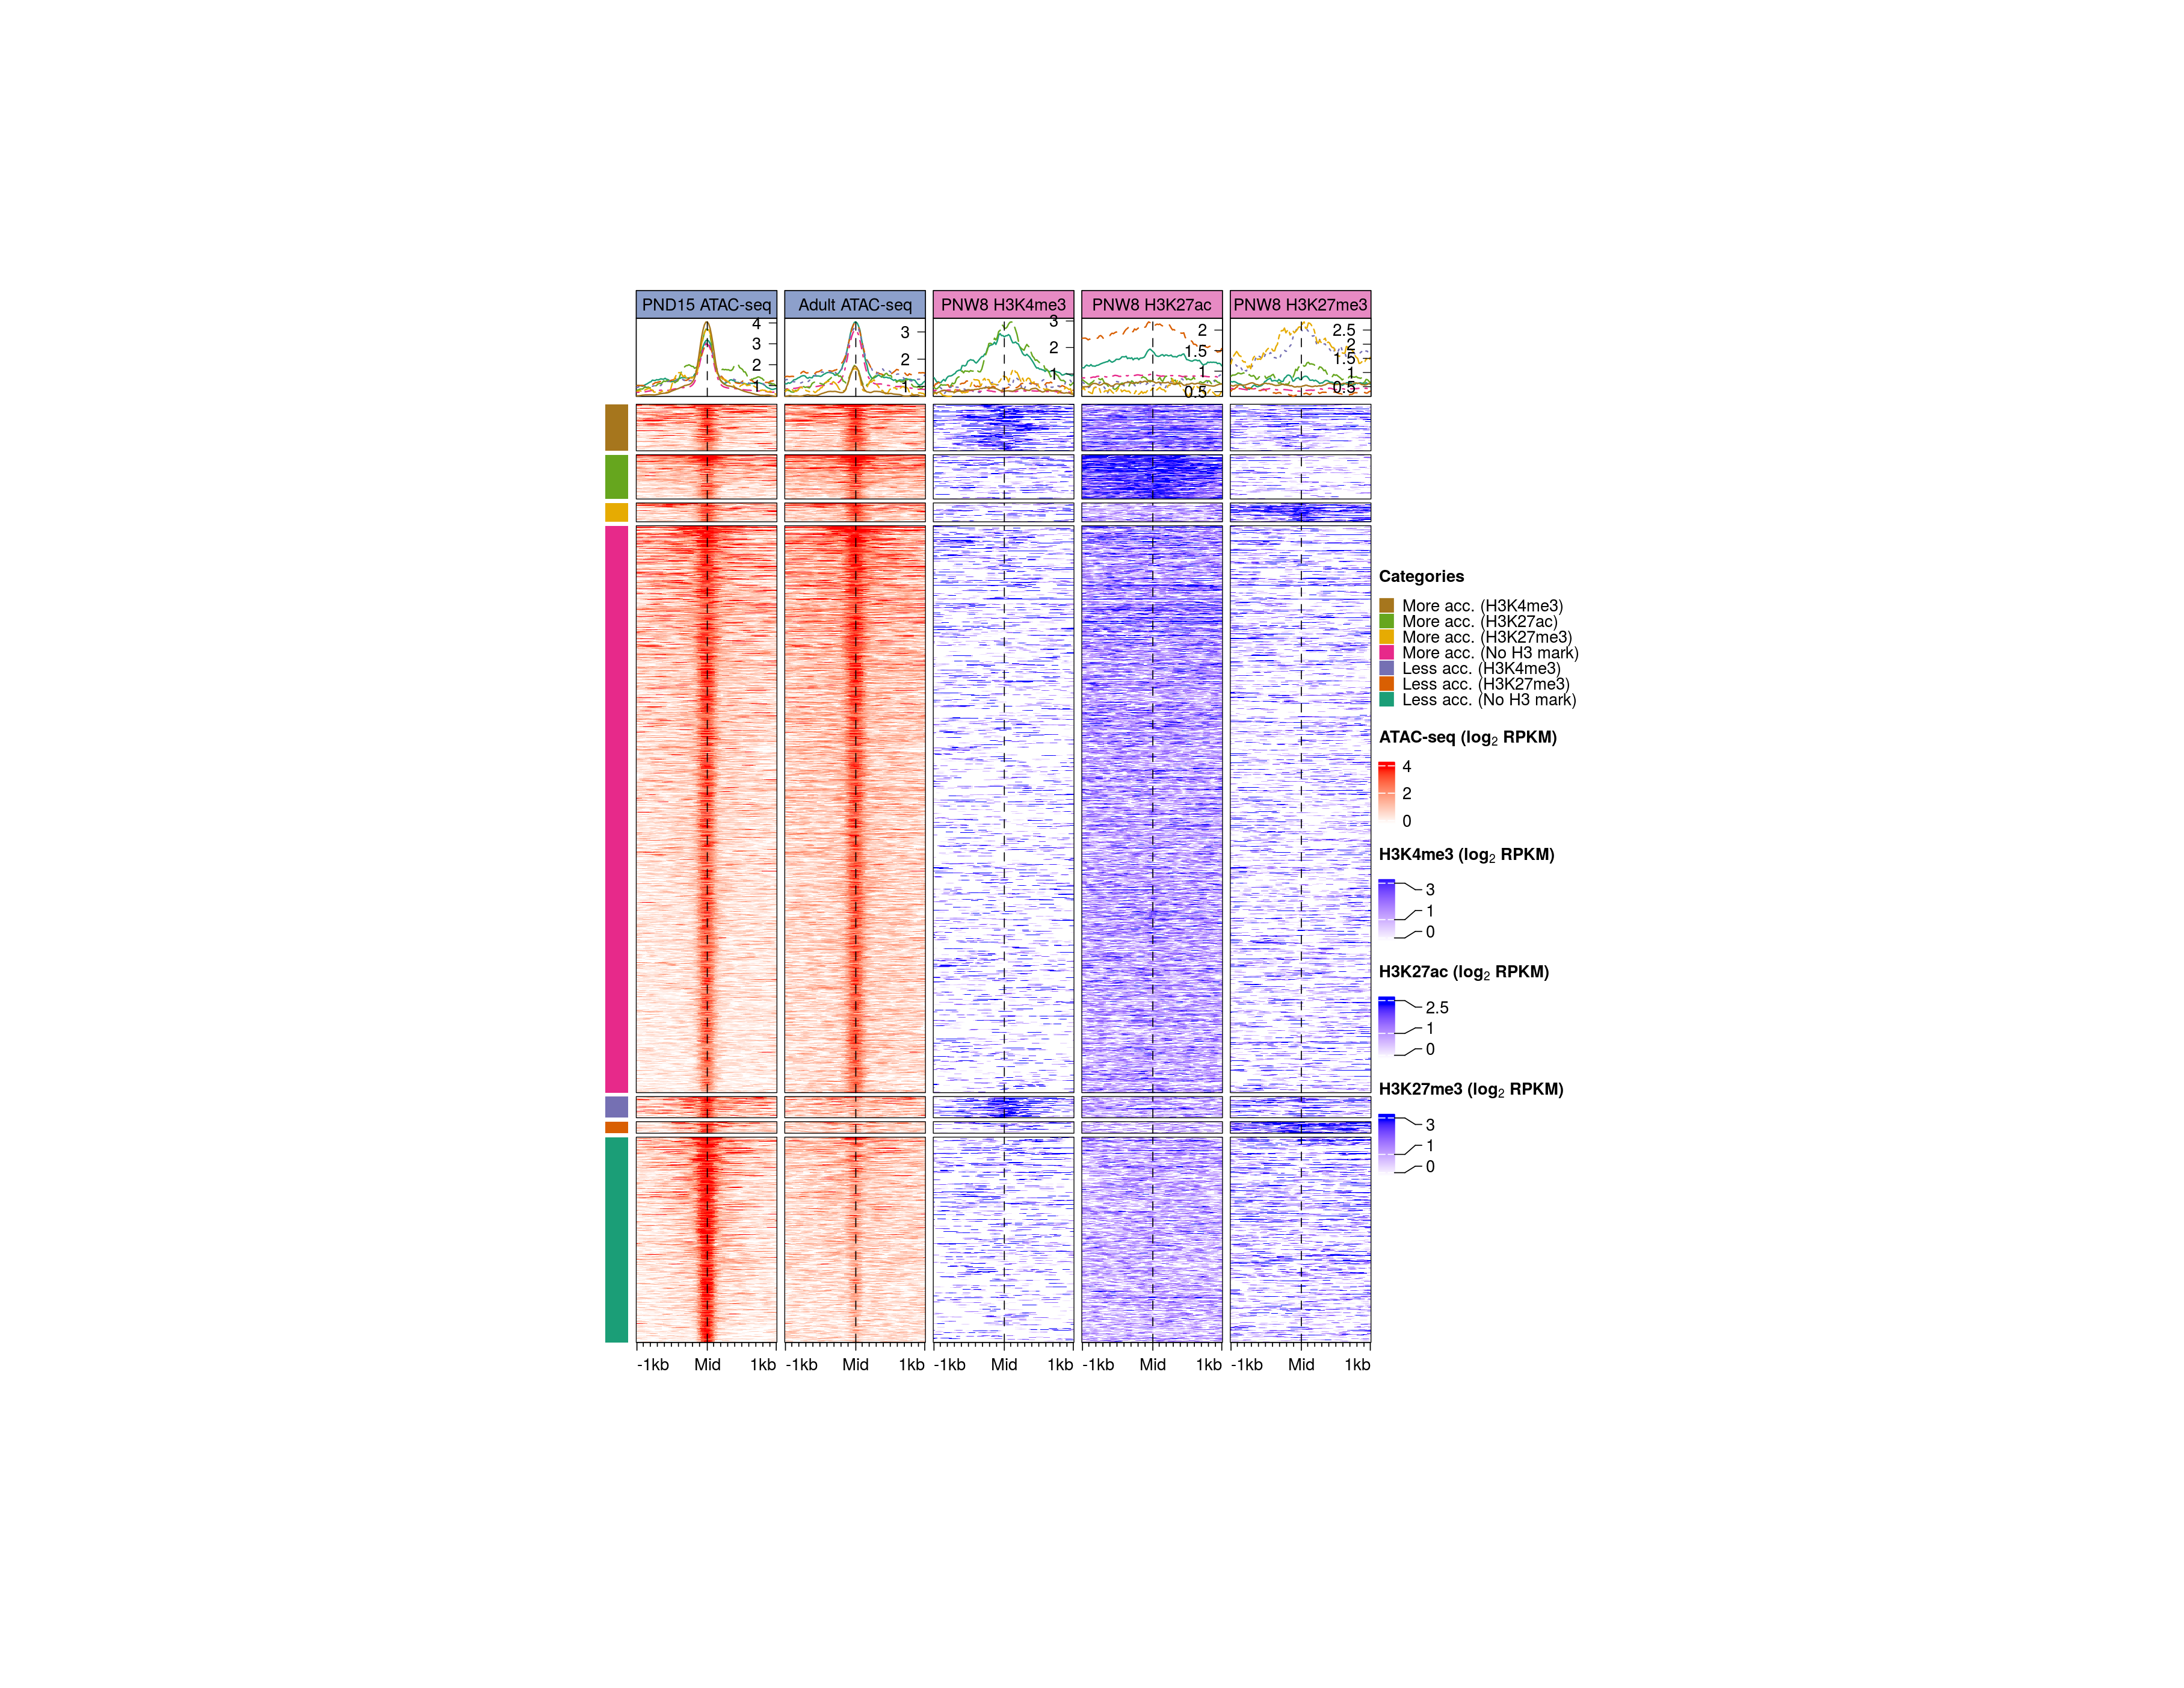 PND15 ATAC-seq
Adult ATAC-seq
PNW8 H3K4me3
PNW8 H3K27ac
PNW8 H3K27me3
4
3
2
1
3
2
1
3
2
1
2
1.5
1
0.5
2.5
2
1.5
1
0.5
Categories
More acc. (H3K4me3)
More acc. (H3K27ac)
More acc. (H3K27me3)
More acc. (No H3 mark)
Less acc. (H3K4me3)
Less acc. (H3K27me3)
Less acc. (No H3 mark)
ATAC-seq (log2 RPKM)
4
2
0
H3K4me3 (log2 RPKM)
3
1
0
H3K27ac (log2 RPKM)
2.5
1
0
H3K27me3 (log2 RPKM)
3
1
0
-1kb Mid 1kb
-1kb Mid 1kb
-1kb Mid 1kb
-1kb Mid 1kb
-1kb Mid 1kb